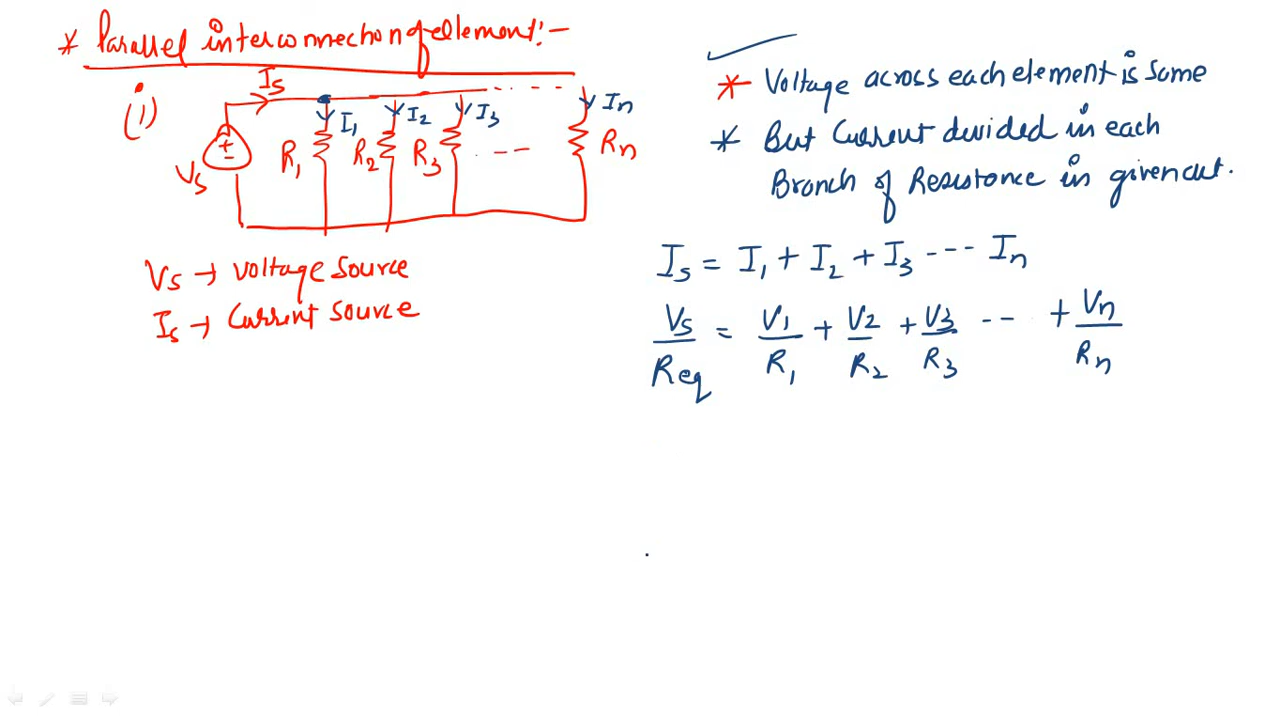 * Parallel interconnection of element:-
(i)
Is
I1 I2 I3 In
Vs + - R1 R2 R3 --- Rn
Vs → Voltage Source
Is → Current Source
* Voltage across each element is same
* But Current divided in each
Branch of Resistance in given ckt.
Is = I1 + I2 + I3 --- In
Vs/Req = V1/R1 + V2/R2 + V3/R3 --- + Vn/Rn